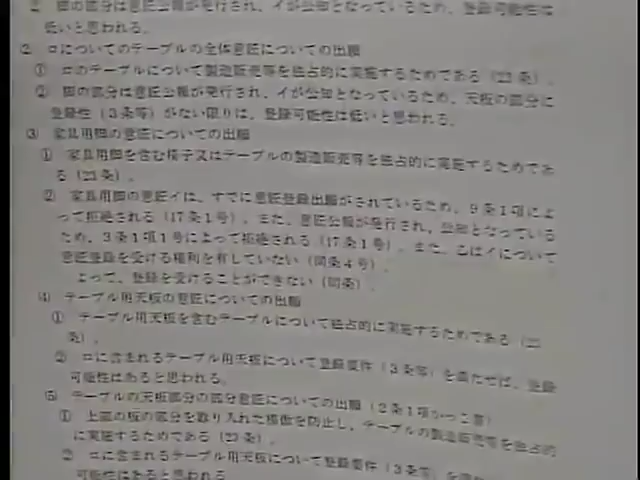 ② 脚の部分は意匠公報が発行され、イが公知となっているため、登録可能性は
低いと思われる。
② ロについてのテーブルの全体意匠についての出願
① ロのテーブルについて製造販売等を独占的に実施するためである(23条)。
② 脚の部分は意匠公報が発行され、イが公知となっているため、天板の部分に
登録性(3条等)がない限りは、登録可能性は低いと思われる。
③ 家具用脚の意匠についての出願
① 家具用脚を含む椅子又はテーブルの製造販売等を独占的に実施するためであ
る(23条)。
② 家具用脚の意匠イは、すでに意匠登録出願がされているため、9条1項によ
って拒絶される(17条1号)。また、意匠公報が発行され、公知となっている
ため、3条1項1号によって拒絶される(17条1号)。また、乙はイについて
意匠登録を受ける権利を有していない(同条4号)。
よって、登録を受けることができない(同条)。
④ テーブル用天板の意匠についての出願
① テーブル用天板を含むテーブルについて独占的に実施するためである(23
条)。
② ロに含まれるテーブル用天板について登録要件(3条等)を満たせば、登録
可能性はあると思われる。
⑤ テーブルの天板部分の部分意匠についての出願(2条1項かっこ書)
① 上面の板の部分を取り入れた模倣を防止し、テーブルの製造販売等を独占的
に実施するためである(23条)。
② ロに含まれるテーブル用天板について登録要件(3条等)を
可能性はあると思われる